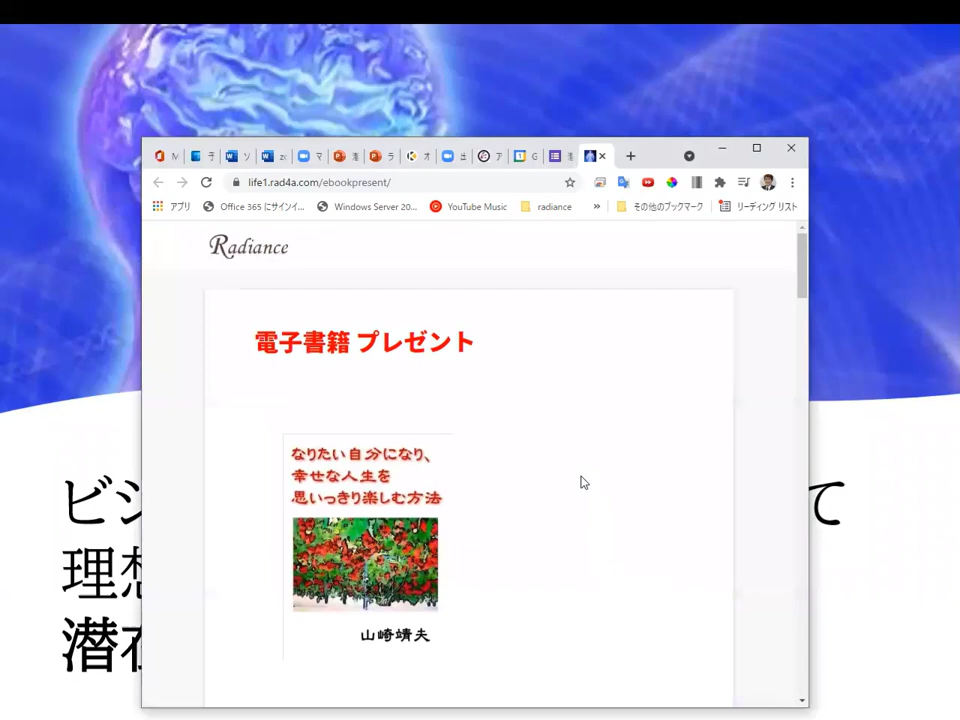 life1.rad4a.com/ebookpresent/
アプリ
Office 365 にサインイ...
Windows Server 20...
YouTube Music
radiance
»
その他のブックマーク
リーディング リスト
Radiance
電子書籍 プレゼント
なりたい自分になり、
幸せな人生を
思いっきり楽しむ方法
山崎靖夫
ビジ
て
理想
潜在